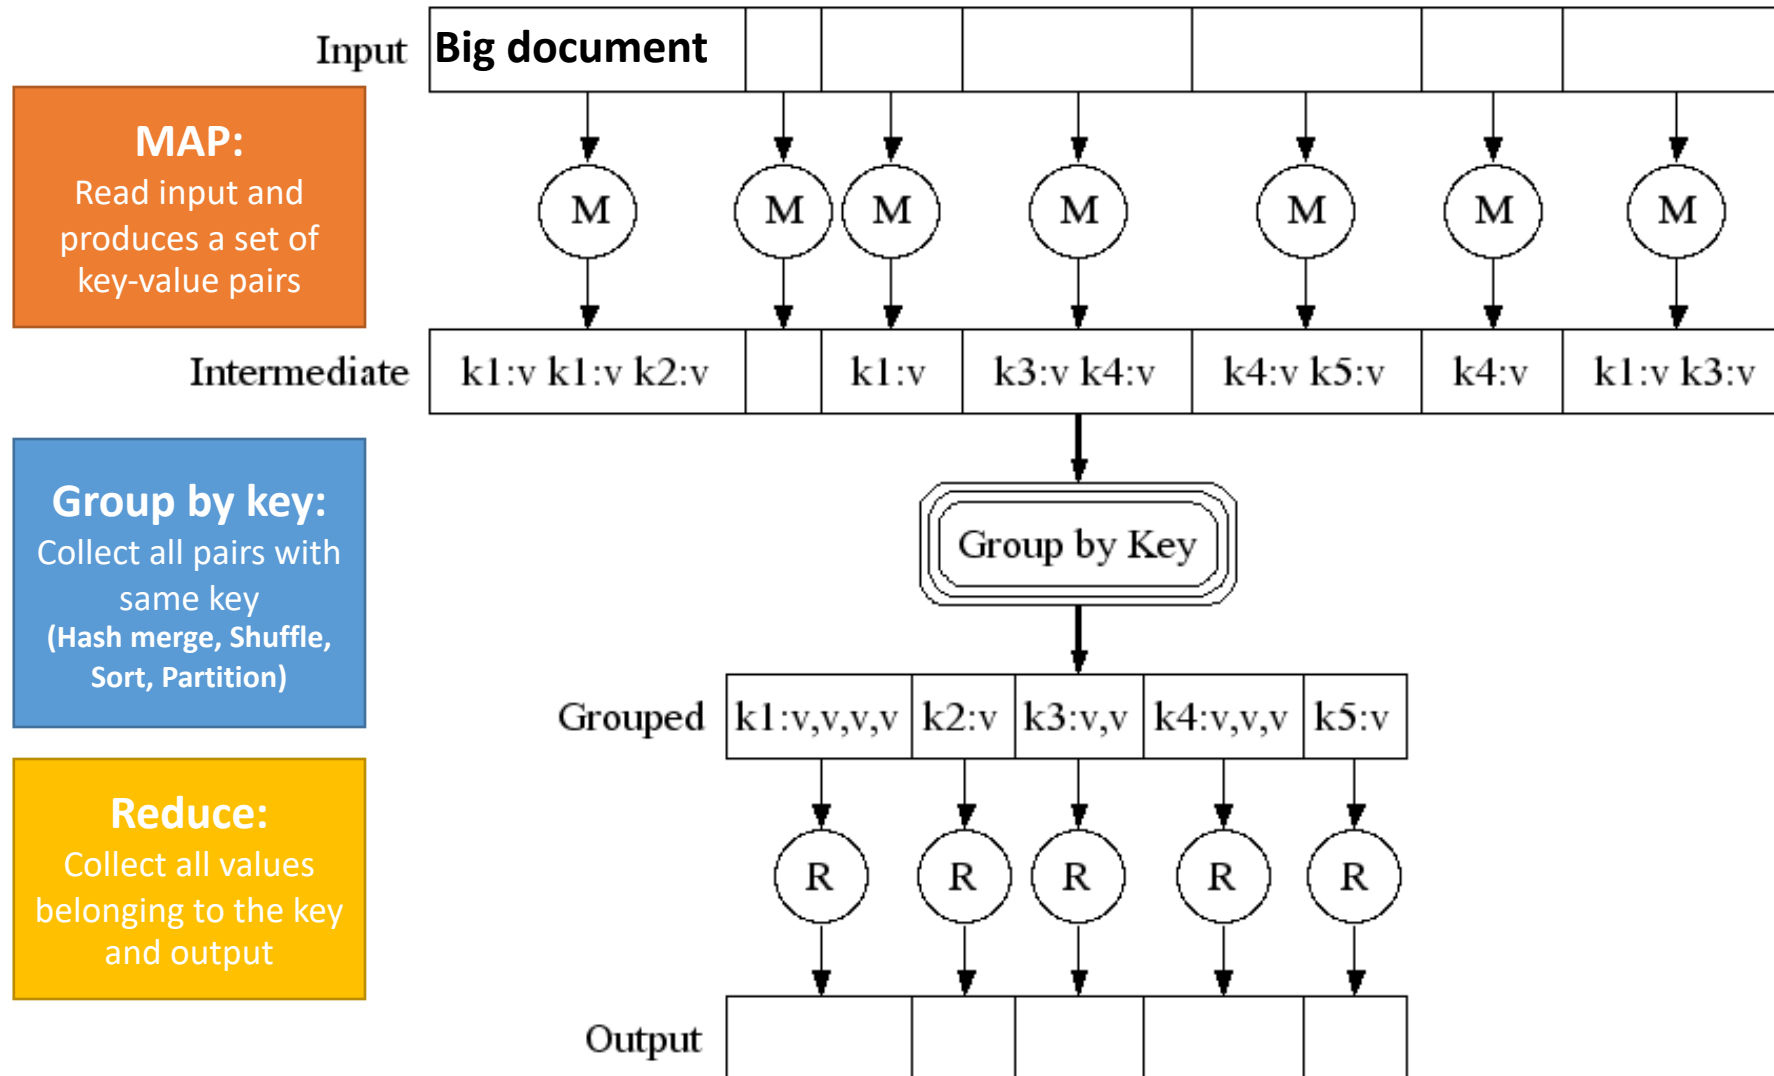 Input Big document
MAP:
Read input and
produces a set of
key-value pairs
M M M M M M M
Intermediate k1:v k1:v k2:v k1:v k3:v k4:v k4:v k5:v k4:v k1:v k3:v
Group by key:
Collect all pairs with
same key
(Hash merge, Shuffle,
Sort, Partition)
Group by Key
Grouped k1:v,v,v,v k2:v k3:v,v k4:v,v,v k5:v
Reduce:
Collect all values
belonging to the key
and output
R R R R R
Output